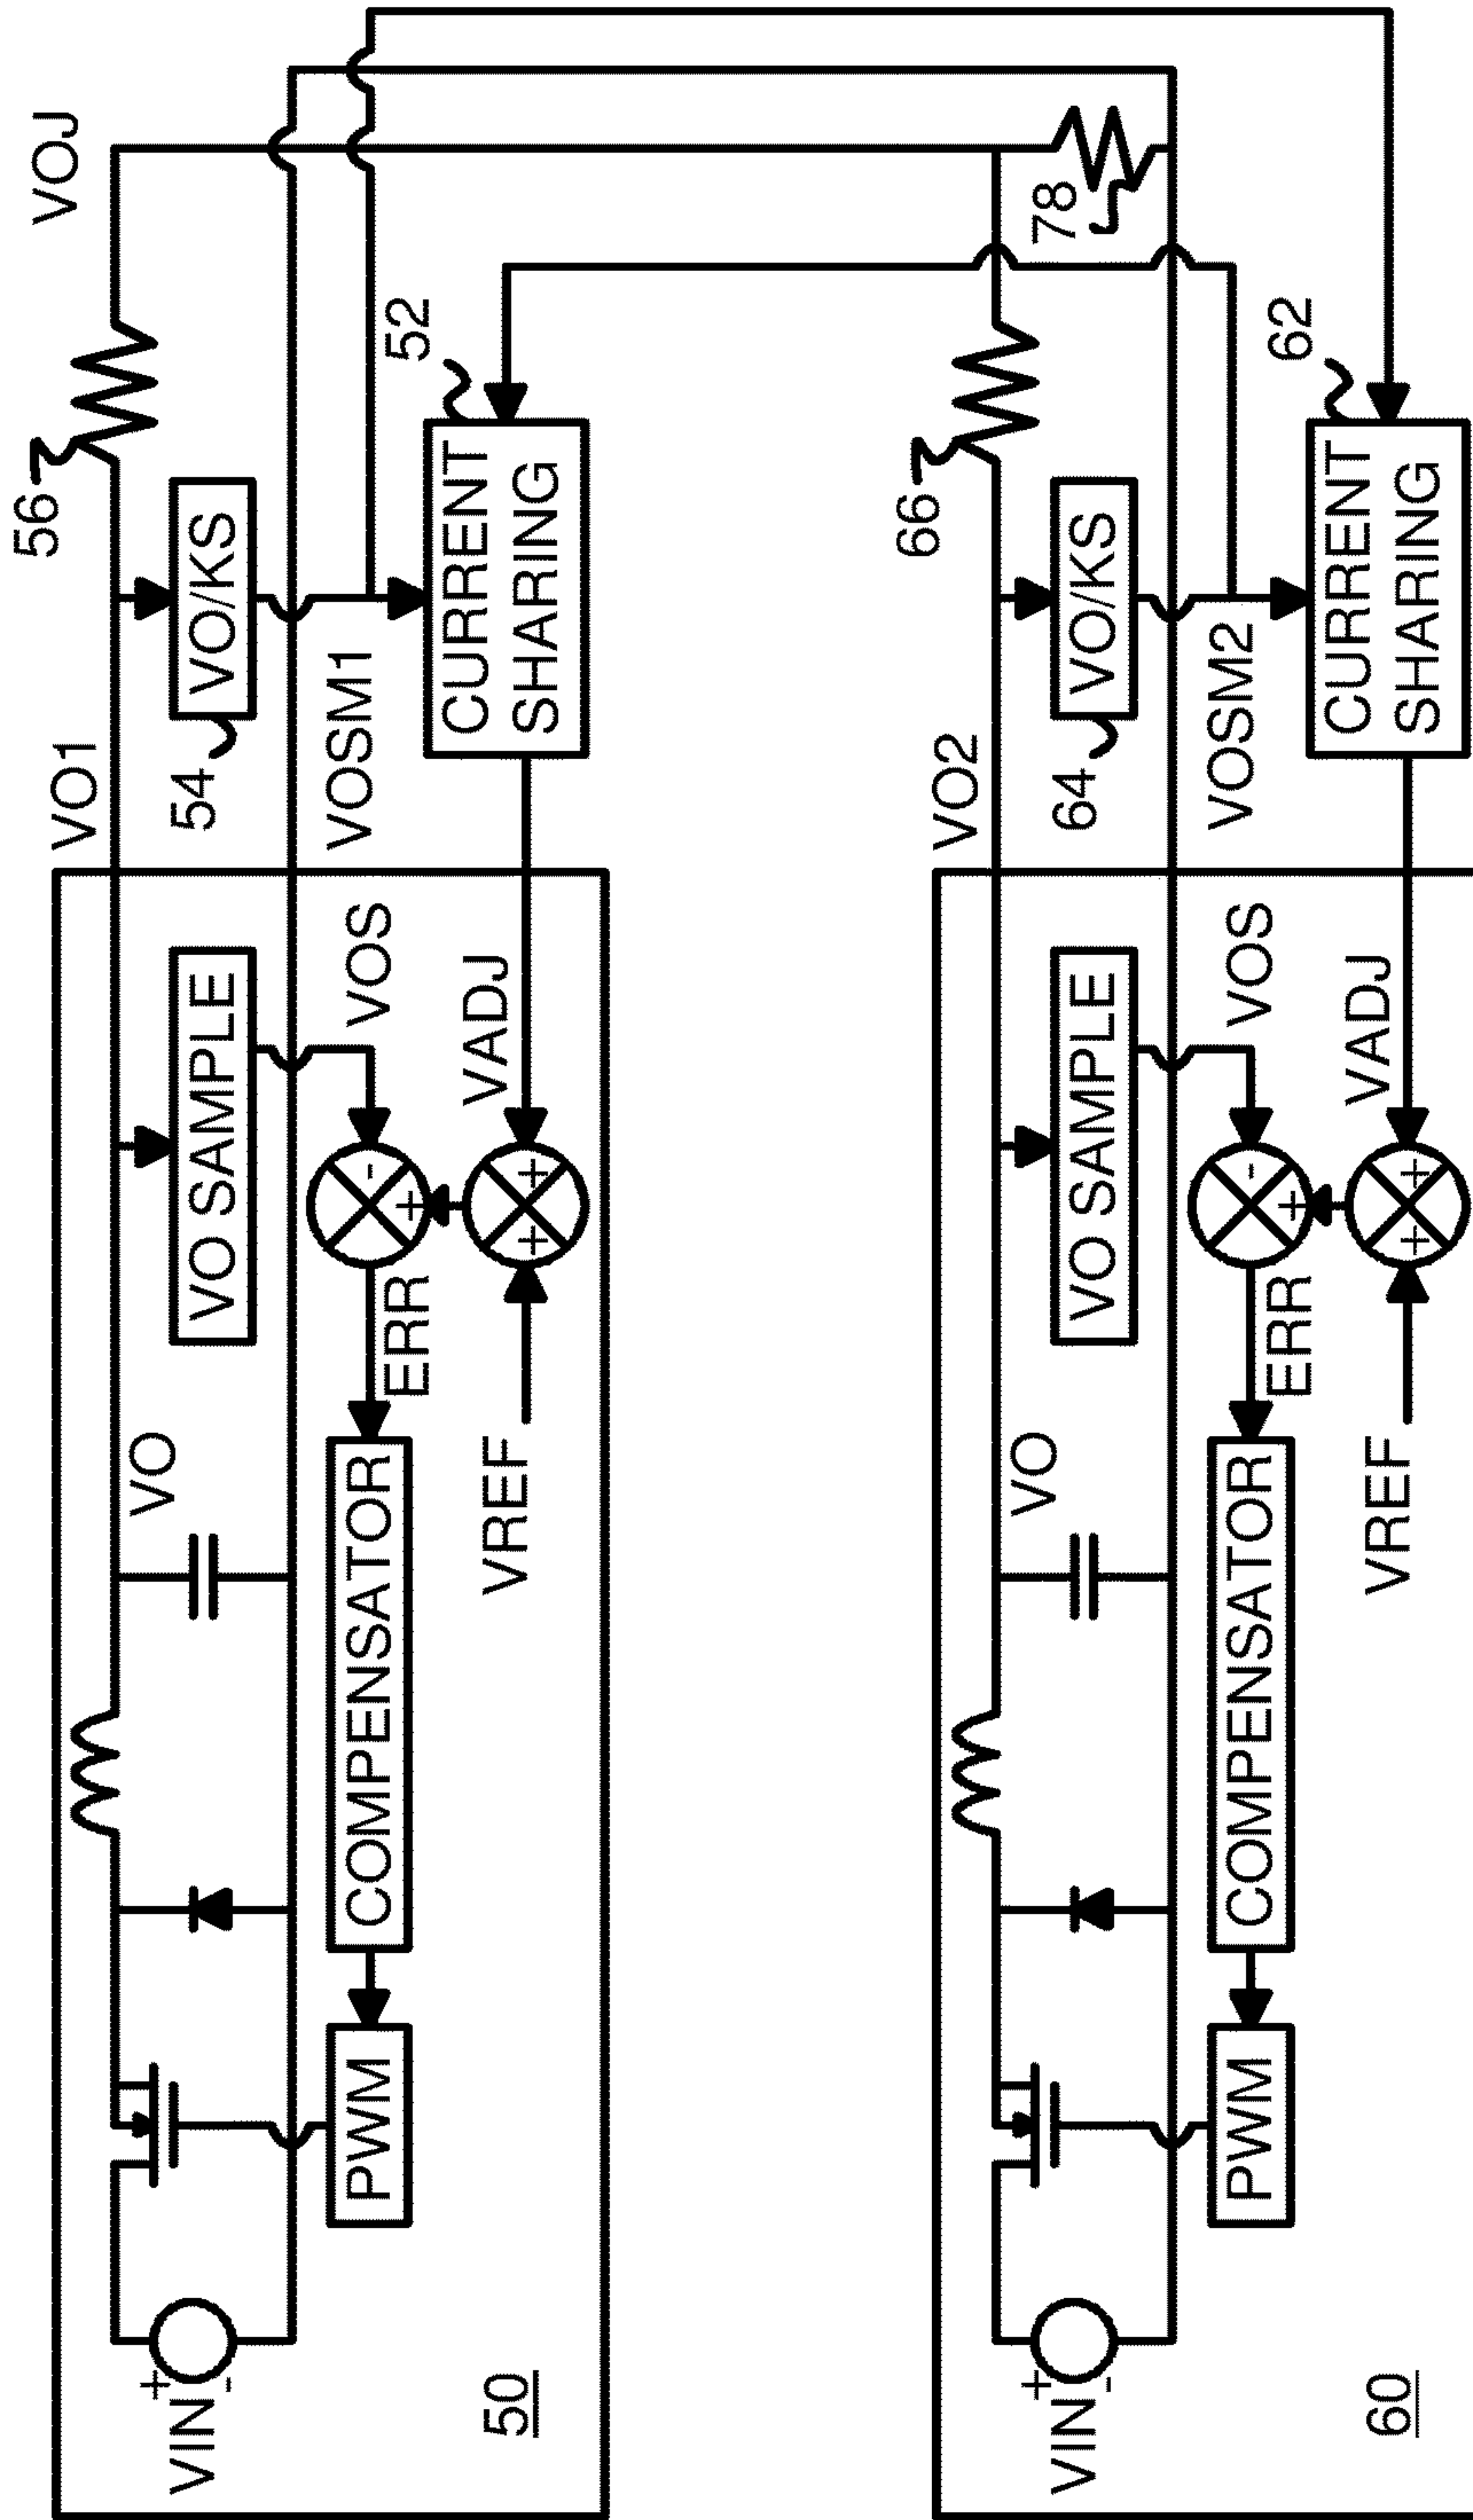 VOJ
56
VO1
54
VO/KS
VOSM1
52
CURRENT
SHARING
VO SAMPLE
VOS
VADJ
-
+
+ +
ERR
VO
VREF
COMPENSATOR
PWM
+
VIN
-
50
78
66
VO2
64
VO/KS
VOSM2
62
CURRENT
SHARING
VO SAMPLE
VOS
VADJ
-
+
+ +
ERR
VO
VREF
COMPENSATOR
PWM
+
VIN
-
60